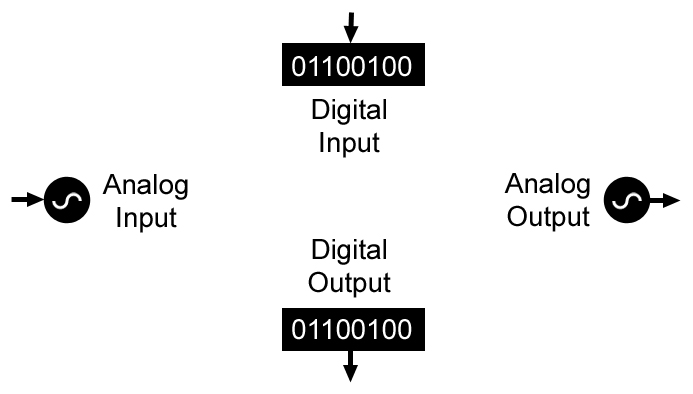 01100100
Digital
Input
Analog
Input
Analog
Output
Digital
Output
01100100